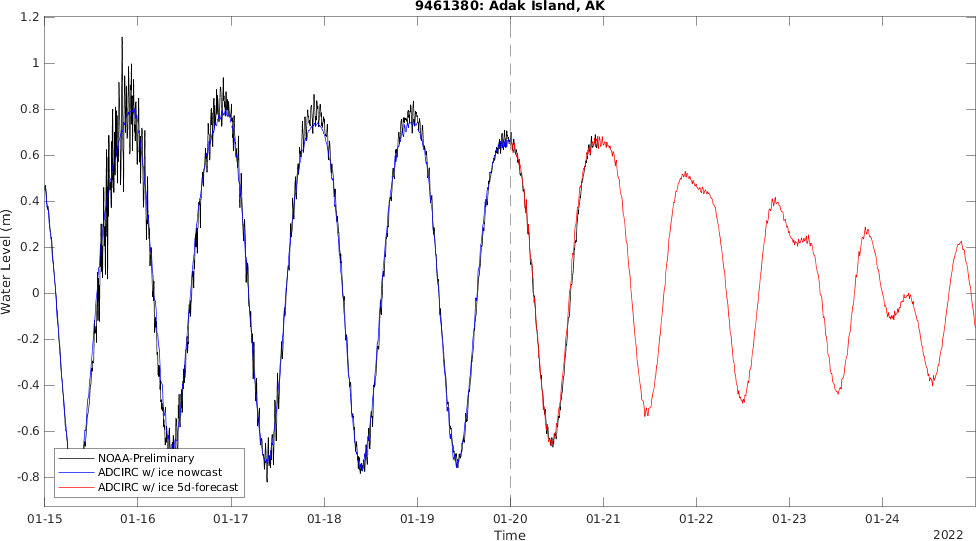 9461380: Adak Island, AK
1.2
1
0.8
0.6
0.4
0.2
0
-0.2
-0.4
-0.6
-0.8
Water Level (m)
NOAA-Preliminary
ADCIRC w/ ice nowcast
ADCIRC w/ ice 5d-forecast
01-15 01-16 01-17 01-18 01-19 01-20 01-21 01-22 01-23 01-24
Time
2022